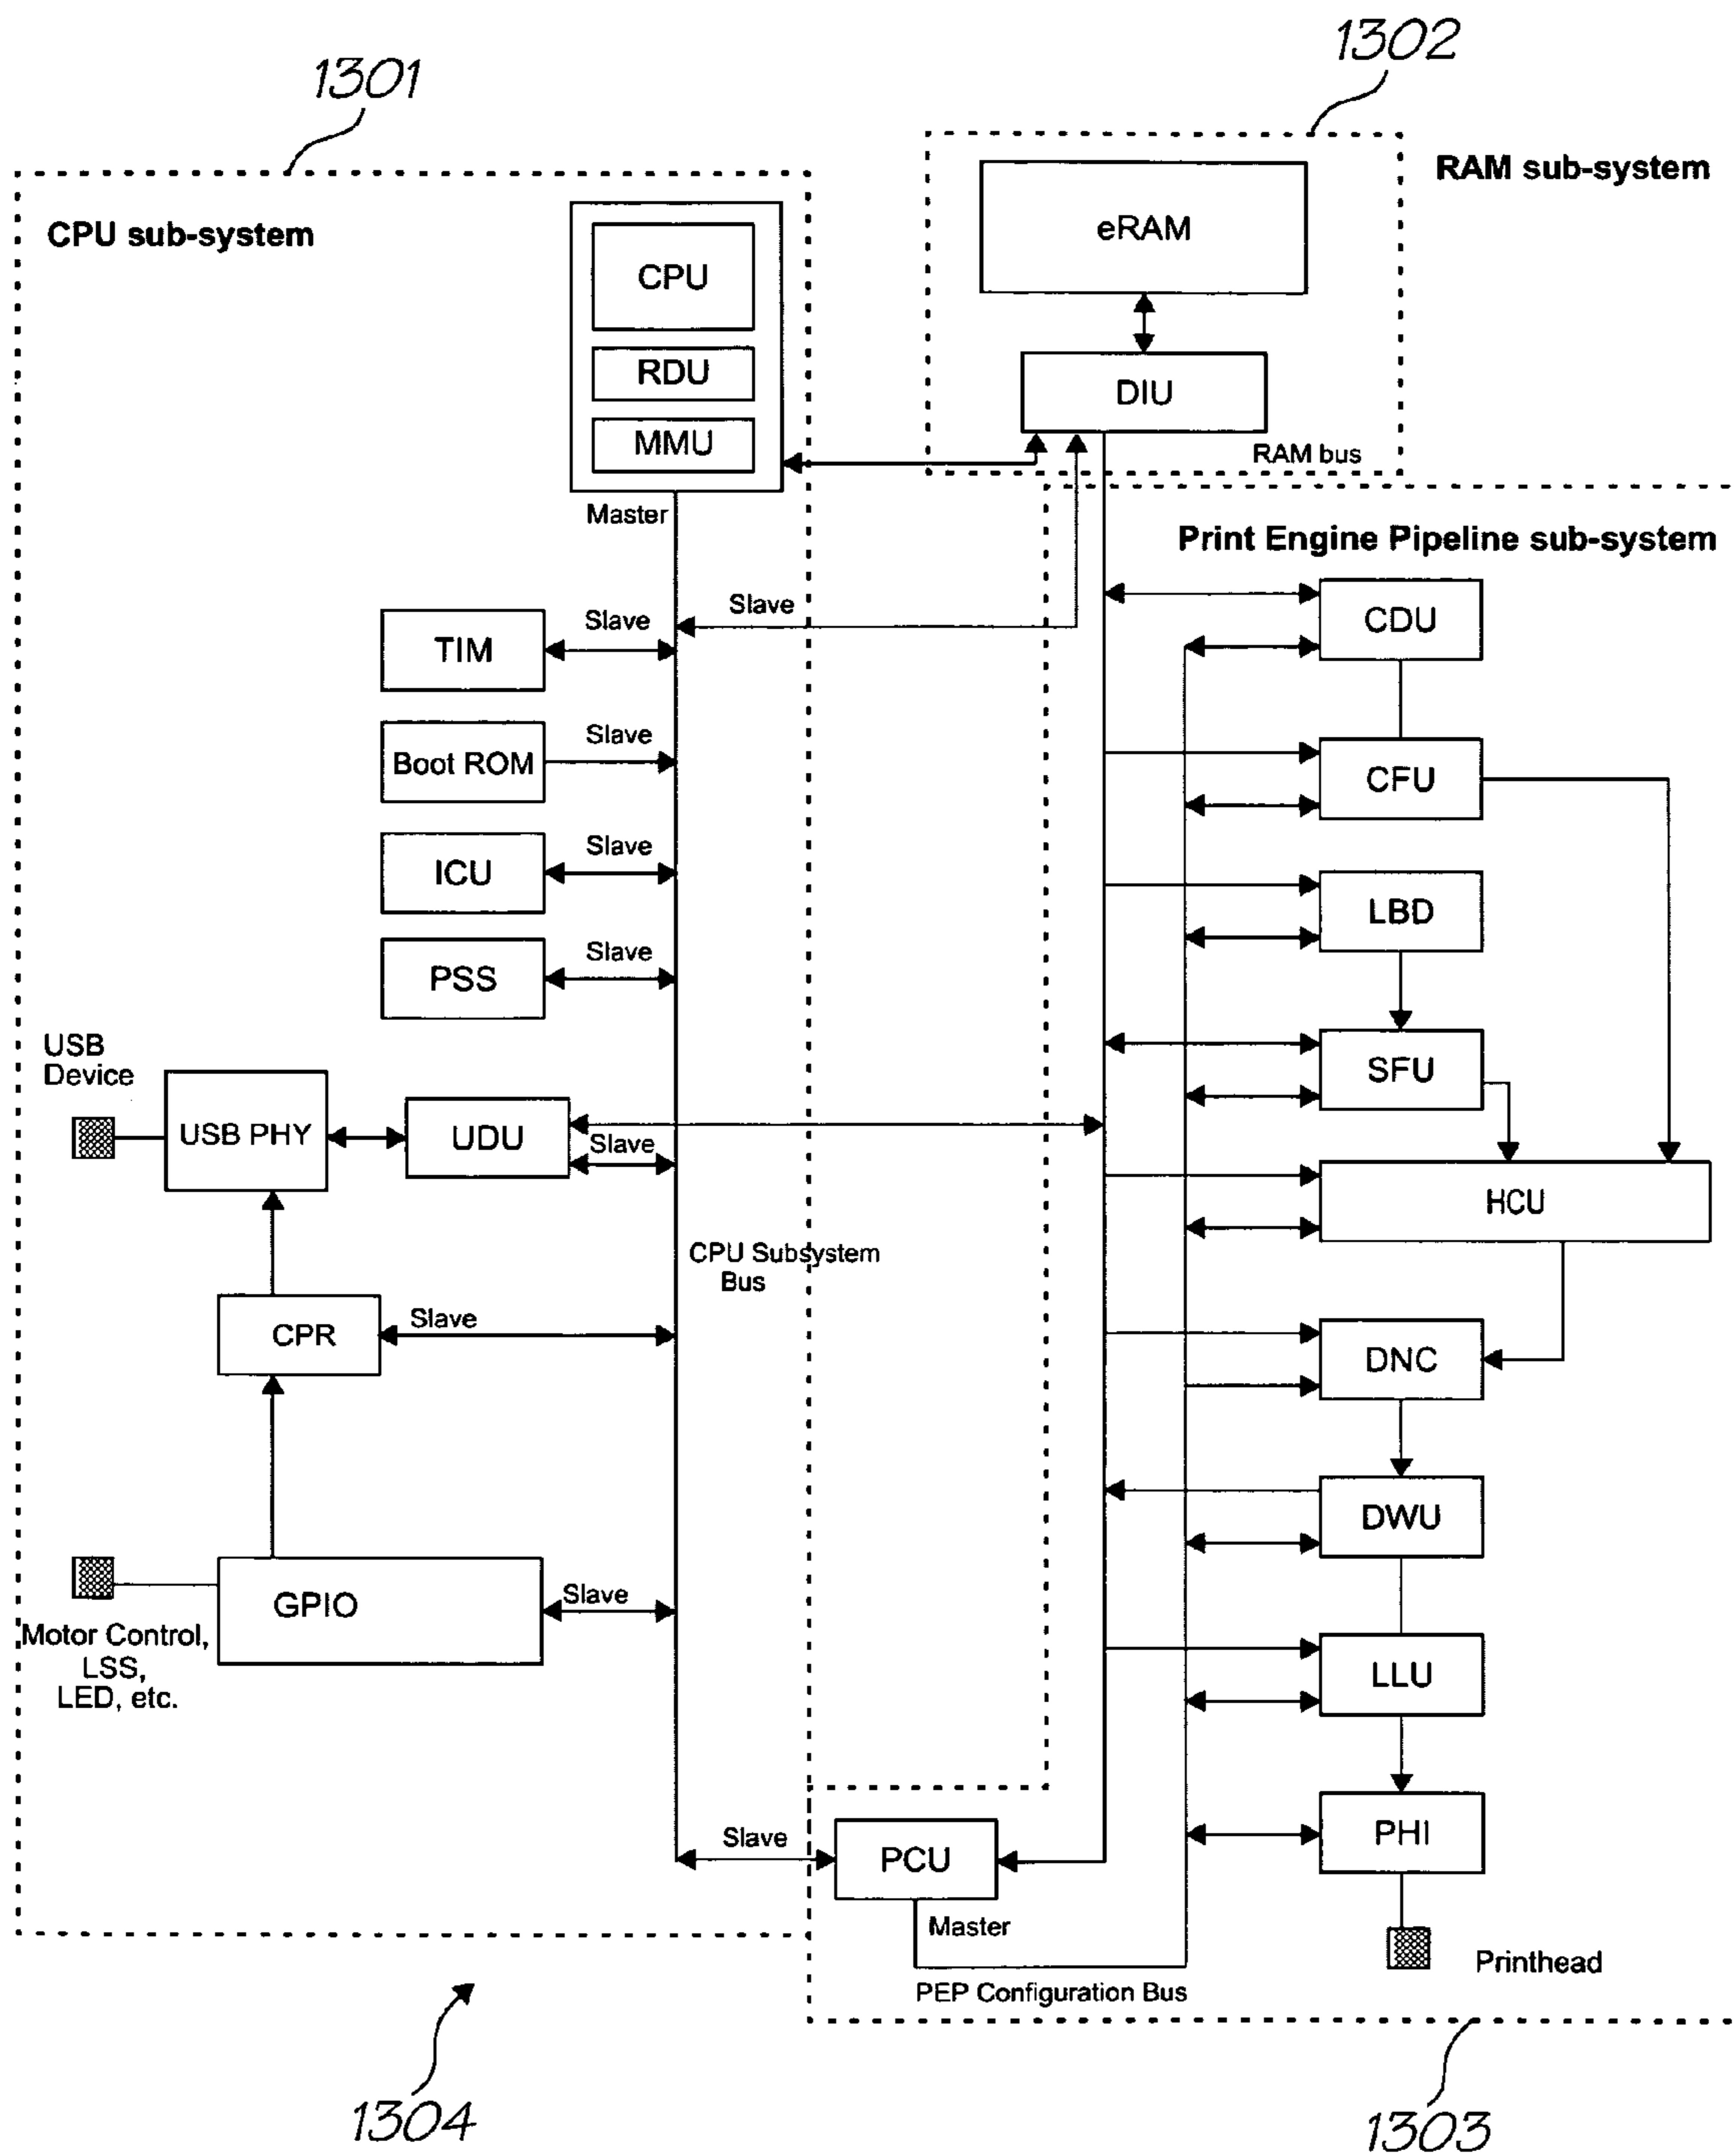 1301
1302
CPU sub-system
RAM sub-system
CPU
RDU
MMU
Master
eRAM
DIU
RAM bus
Slave
TIM
Slave
Boot ROM
Slave
ICU
Slave
PSS
Slave
USB
Device
USB PHY
UDU
Slave
CPU Subsystem
Bus
CPR
Slave
GPIO
Slave
Motor Control,
LSS,
LED, etc.
Print Engine Pipeline sub-system
CDU
CFU
LBD
SFU
HCU
DNC
DWU
LLU
PHI
Printhead
Slave
PCU
Master
PEP Configuration Bus
1304
1303